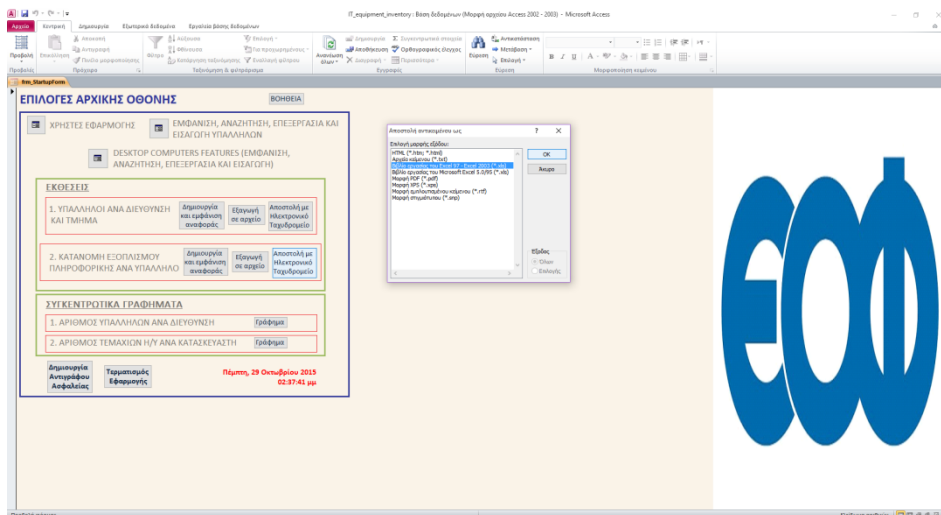 IT_equipment_inventory : Βάση δεδομένων (Μορφή αρχείου Access 2002 - 2003) - Microsoft Access
Αρχείο Κεντρική Δημιουργία Εξωτερικά δεδομένα Εργαλεία βάσης δεδομένων
Προβολή
Επικόλληση
Αποκοπή
Αντιγραφή
Πινέλο μορφοποίησης
Φίλτρο
Αύξουσα
Φθίνουσα
Κατάργηση ταξινόμησης
Επιλογή
Για προχωρημένους
Εναλλαγή φίλτρου
Ανανέωση όλων
Δημιουργία
Αποθήκευση
Διαγραφή
Συγκεντρωτικά στοιχεία
Ορθογραφικός έλεγχος
Περισσότερα
Εύρεση
Αντικατάσταση
Μετάβαση
Επιλογή
Προβολές Πρόχειρο Ταξινόμηση & φιλτράρισμα Εγγραφές Εύρεση Μορφοποίηση κειμένου
frm_StartupForm
ΕΠΙΛΟΓΕΣ ΑΡΧΙΚΗΣ ΟΘΟΝΗΣ
ΒΟΗΘΕΙΑ
ΧΡΗΣΤΕΣ ΕΦΑΡΜΟΓΗΣ
ΕΜΦΑΝΙΣΗ, ΑΝΑΖΗΤΗΣΗ, ΕΠΕΞΕΡΓΑΣΙΑ ΚΑΙ
ΕΙΣΑΓΩΓΗ ΥΠΑΛΛΗΛΩΝ
DESKTOP COMPUTERS FEATURES (ΕΜΦΑΝΙΣΗ,
ΑΝΑΖΗΤΗΣΗ, ΕΠΕΞΕΡΓΑΣΙΑ ΚΑΙ ΕΙΣΑΓΩΓΗ)
ΕΚΘΕΣΕΙΣ
1. ΥΠΑΛΛΗΛΟΙ ΑΝΑ ΔΙΕΥΘΥΝΣΗ
ΚΑΙ ΤΜΗΜΑ
Δημιουργία
και εμφάνιση
αναφοράς
Εξαγωγή
σε αρχείο
Αποστολή με
Ηλεκτρονικό
Ταχυδρομείο
2. ΚΑΤΑΝΟΜΗ ΕΞΟΠΛΙΣΜΟΥ
ΠΛΗΡΟΦΟΡΙΚΗΣ ΑΝΑ ΥΠΑΛΛΗΛΟ
Δημιουργία
και εμφάνιση
αναφοράς
Εξαγωγή
σε αρχείο
Αποστολή με
Ηλεκτρονικό
Ταχυδρομείο
ΣΥΓΚΕΝΤΡΩΤΙΚΑ ΓΡΑΦΗΜΑΤΑ
1. ΑΡΙΘΜΟΣ ΥΠΑΛΛΗΛΩΝ ΑΝΑ ΔΙΕΥΘΥΝΣΗ
Γράφημα
2. ΑΡΙΘΜΟΣ ΤΕΜΑΧΙΩΝ Η/Υ ΑΝΑ ΚΑΤΑΣΚΕΥΑΣΤΗ
Γράφημα
Δημιουργία
Αντιγράφου
Ασφαλείας
Τερματισμός
Εφαρμογής
Πέμπτη, 29 Οκτωβρίου 2015
02:37:41 μμ
Αποστολή αντικειμένου ως
Επιλογή μορφής εξόδου:
HTML (*.htm; *.html)
Αρχεία κειμένου (*.txt)
Βιβλίο εργασίας του Excel 97 - Excel 2003 (*.xls)
Βιβλίο εργασίας του Microsoft Excel 5.0/95 (*.xls)
Μορφή PDF (*.pdf)
Μορφή XPS (*.xps)
Μορφή εμπλουτισμένου κειμένου (*.rtf)
Μορφή στιγμιότυπου (*.snp)
OK
Άκυρο
Έξοδος
Όλων
Επιλογής
ΕΟΦ